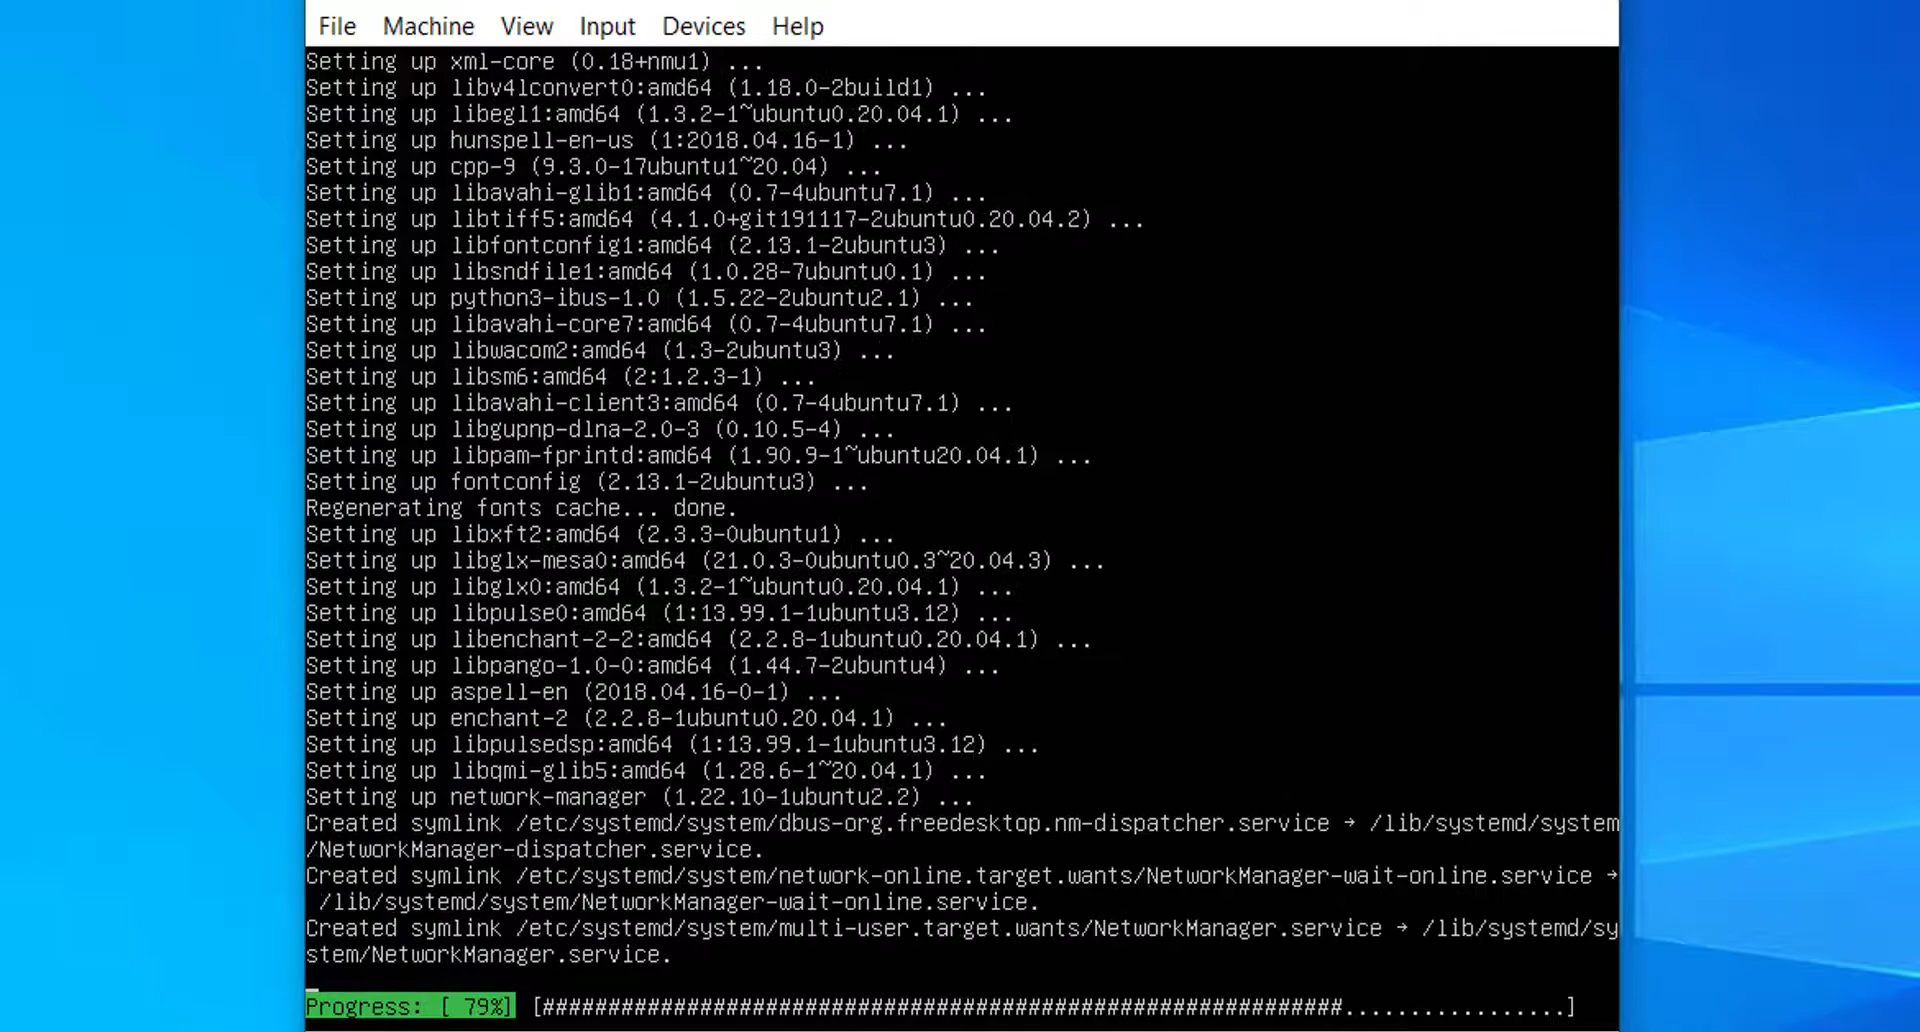 File Machine View Input Devices Help
Setting up xml-core (0.18+nmu1) ...
Setting up libv4lconvert0:amd64 (1.18.0-2build1) ...
Setting up libegl1:amd64 (1.3.2-1~ubuntu0.20.04.1) ...
Setting up hunspell-en-us (1:2018.04.16-1) ...
Setting up cpp-9 (9.3.0-17ubuntu1~20.04) ...
Setting up libavahi-glib1:amd64 (0.7-4ubuntu7.1) ...
Setting up libtiff5:amd64 (4.1.0+git191117-2ubuntu0.20.04.2) ...
Setting up libfontconfig1:amd64 (2.13.1-2ubuntu3) ...
Setting up libsndfile1:amd64 (1.0.28-7ubuntu0.1) ...
Setting up python3-ibus-1.0 (1.5.22-2ubuntu2.1) ...
Setting up libavahi-core7:amd64 (0.7-4ubuntu7.1) ...
Setting up libwacom2:amd64 (1.3-2ubuntu3) ...
Setting up libsm6:amd64 (2:1.2.3-1) ...
Setting up libavahi-client3:amd64 (0.7-4ubuntu7.1) ...
Setting up libgupnp-dlna-2.0-3 (0.10.5-4) ...
Setting up libpam-fprintd:amd64 (1.90.9-1~ubuntu20.04.1) ...
Setting up fontconfig (2.13.1-2ubuntu3) ...
Regenerating fonts cache... done.
Setting up libxft2:amd64 (2.3.3-0ubuntu1) ...
Setting up libglx-mesa0:amd64 (21.0.3-0ubuntu0.3~20.04.3) ...
Setting up libglx0:amd64 (1.3.2-1~ubuntu0.20.04.1) ...
Setting up libpulse0:amd64 (1:13.99.1-1ubuntu3.12) ...
Setting up libenchant-2-2:amd64 (2.2.8-1ubuntu0.20.04.1) ...
Setting up libpango-1.0-0:amd64 (1.44.7-2ubuntu4) ...
Setting up aspell-en (2018.04.16-0-1) ...
Setting up enchant-2 (2.2.8-1ubuntu0.20.04.1) ...
Setting up libpulsedsp:amd64 (1:13.99.1-1ubuntu3.12) ...
Setting up libqmi-glib5:amd64 (1.28.6-1~20.04.1) ...
Setting up network-manager (1.22.10-1ubuntu2.2) ...
Created symlink /etc/systemd/system/dbus-org.freedesktop.nm-dispatcher.service → /lib/systemd/system
/NetworkManager-dispatcher.service.
Created symlink /etc/systemd/system/network-online.target.wants/NetworkManager-wait-online.service →
/lib/systemd/system/NetworkManager-wait-online.service.
Created symlink /etc/systemd/system/multi-user.target.wants/NetworkManager.service → /lib/systemd/sy
stem/NetworkManager.service.
Progress: [ 79%] [#############################################################.................]